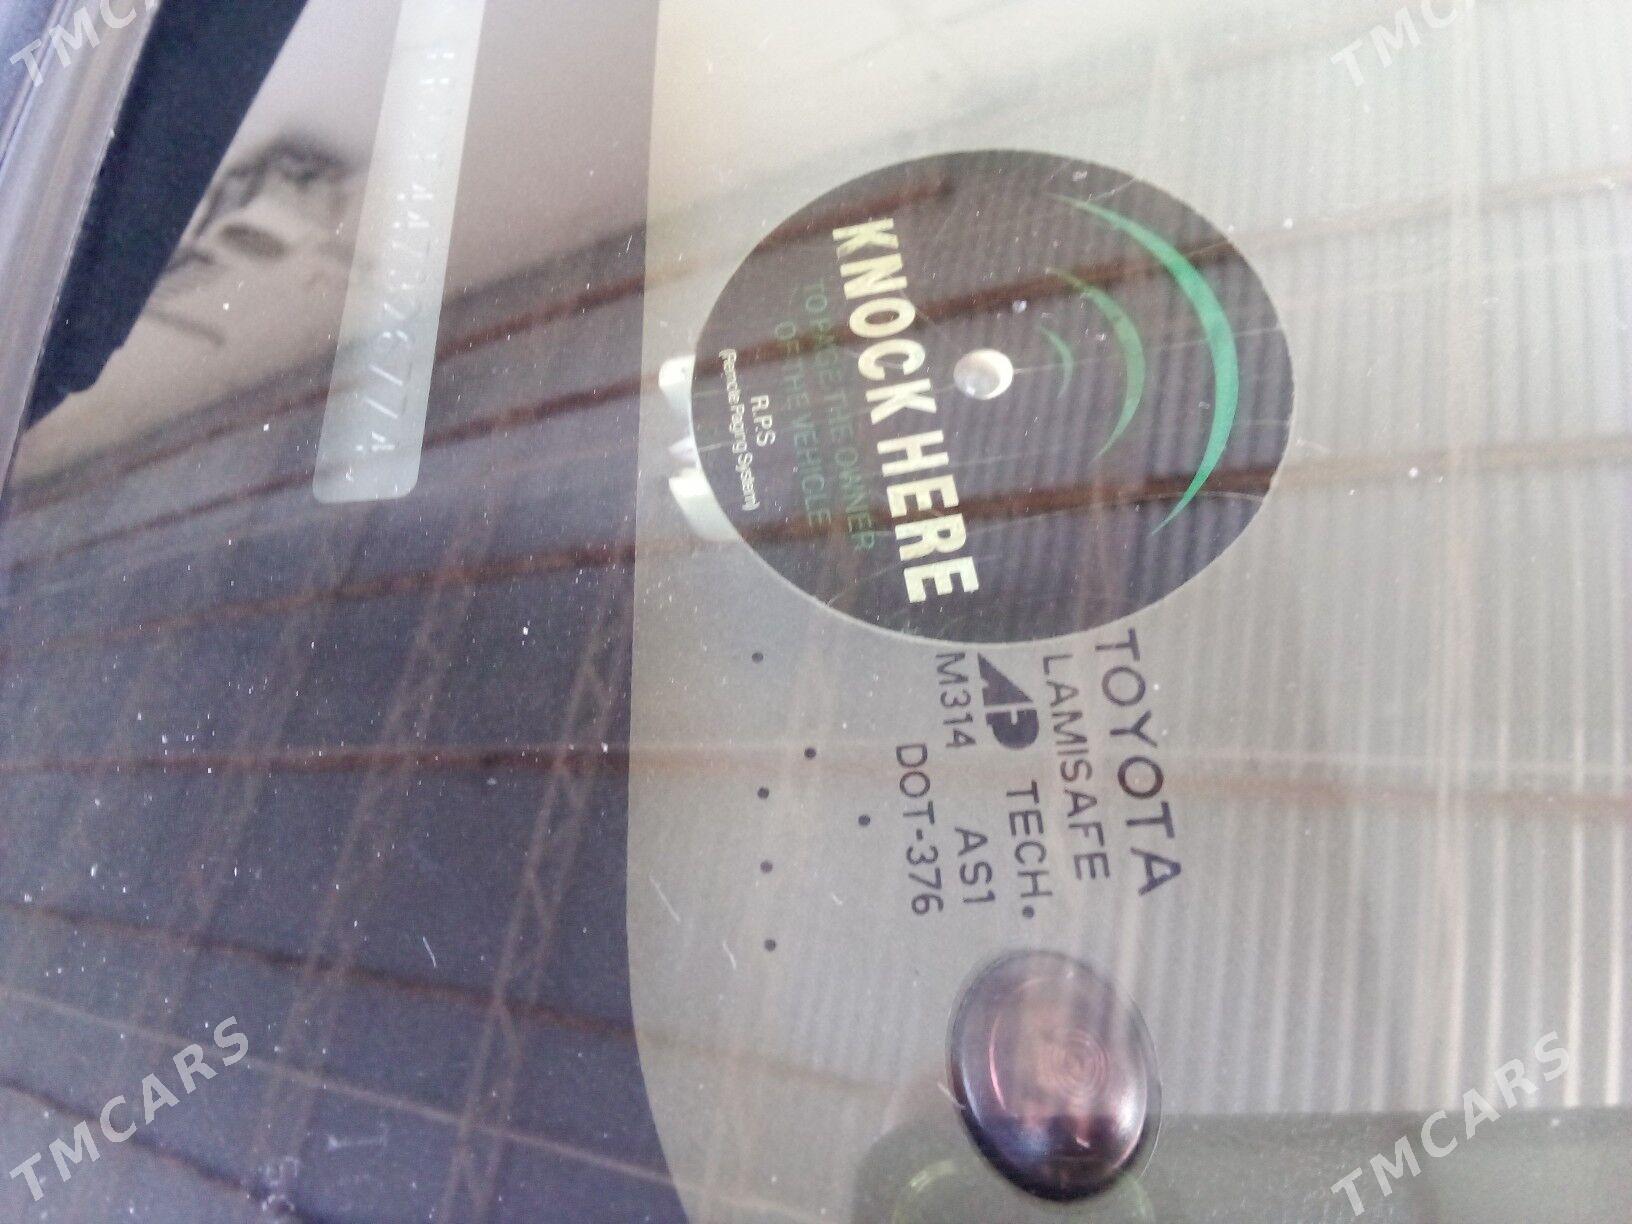 KNOCK HERE
TO PAGE THE OWNER
OF THE VEHICLE
R.P.S
(Remote Paging System)
TOYOTA
LAMISAFE
AP TECH.
M314 AS1
DOT-376
TMCARS
TMCARS
TMCARS
TMCARS